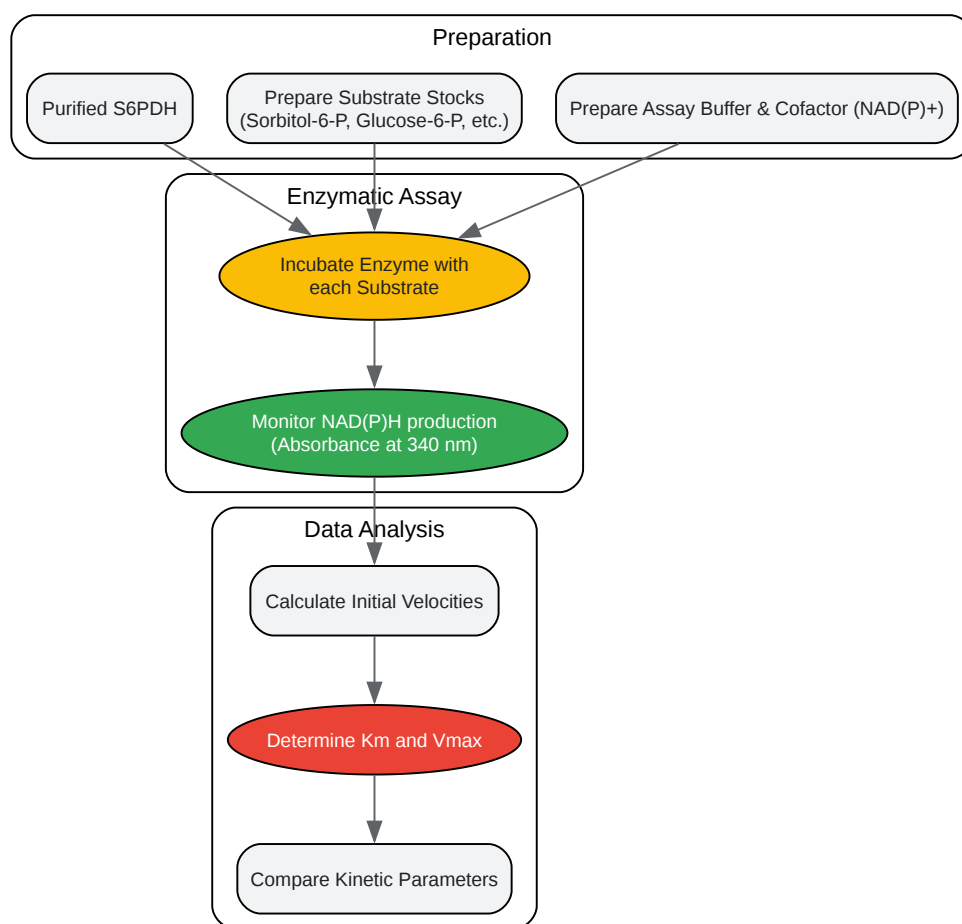 Preparation
Purified S6PDH
Prepare Substrate Stocks
(Sorbitol-6-P, Glucose-6-P, etc.)
Prepare Assay Buffer & Cofactor (NAD(P)+)
Enzymatic Assay
Incubate Enzyme with
each Substrate
Monitor NAD(P)H production
(Absorbance at 340 nm)
Data Analysis
Calculate Initial Velocities
Determine Km and Vmax
Compare Kinetic Parameters